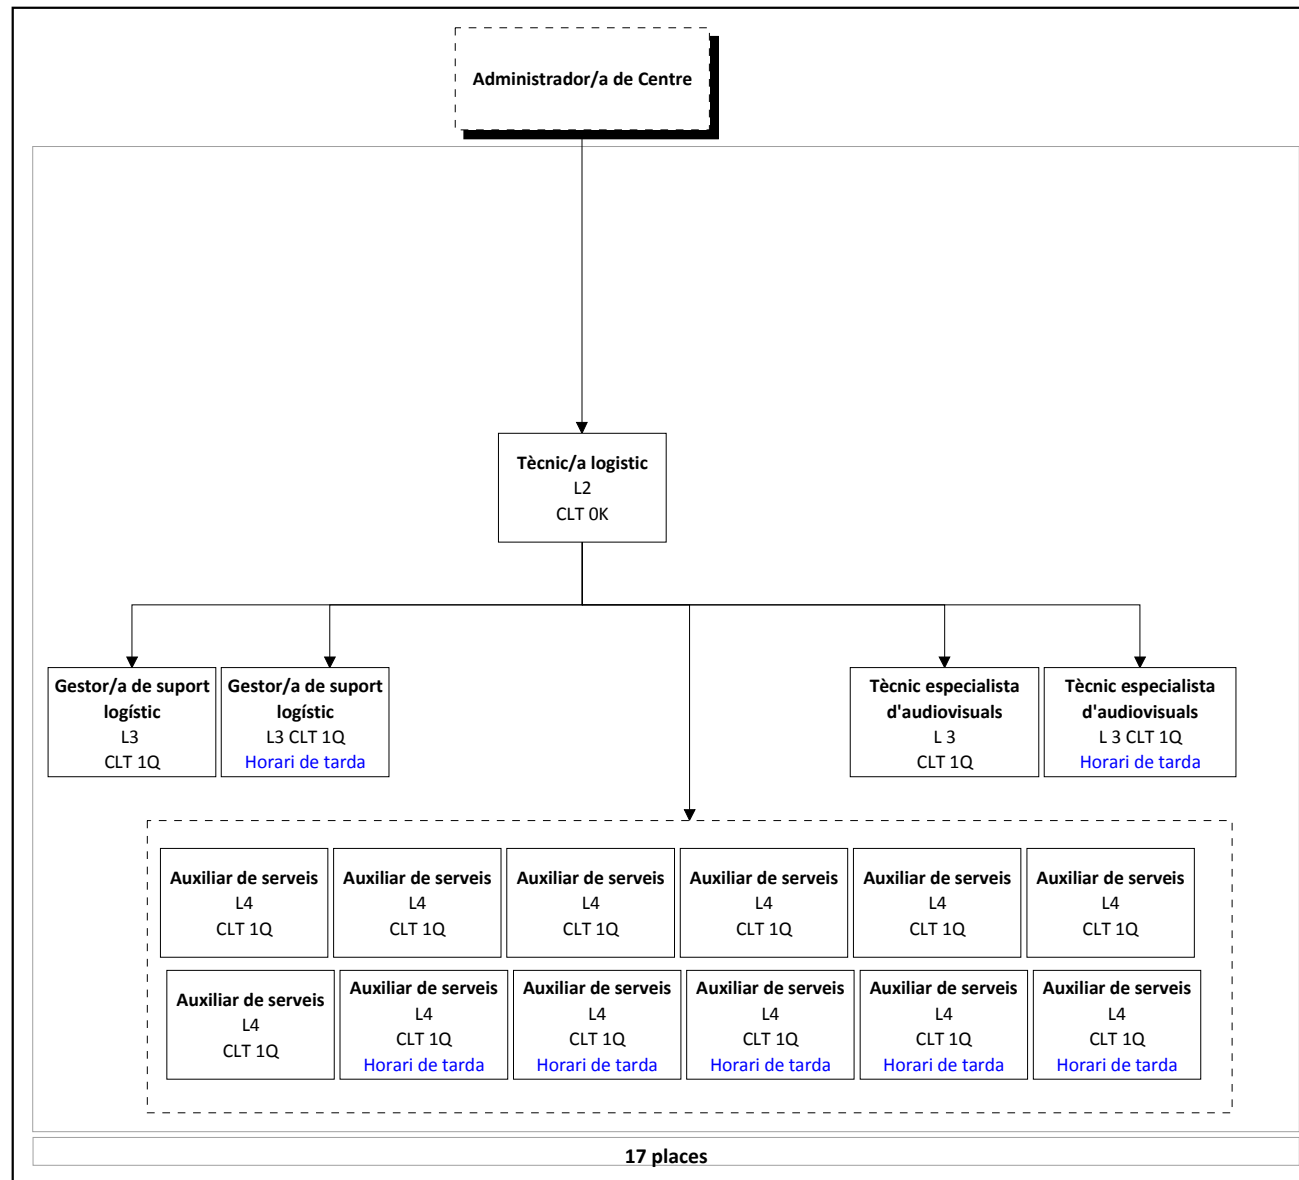 Administrador/a de Centre
Tècnic/a logistic
L2
CLT 0K
Gestor/a de suport
logístic
L3
CLT 1Q
Gestor/a de suport
logístic
L3 CLT 1Q
Horari de tarda
Tècnic especialista
d'audiovisuals
L 3
CLT 1Q
Tècnic especialista
d'audiovisuals
L 3 CLT 1Q
Horari de tarda
Auxiliar de serveis
L4
CLT 1Q
Auxiliar de serveis
L4
CLT 1Q
Auxiliar de serveis
L4
CLT 1Q
Auxiliar de serveis
L4
CLT 1Q
Auxiliar de serveis
L4
CLT 1Q
Auxiliar de serveis
L4
CLT 1Q
Auxiliar de serveis
L4
CLT 1Q
Auxiliar de serveis
L4
CLT 1Q
Horari de tarda
Auxiliar de serveis
L4
CLT 1Q
Horari de tarda
Auxiliar de serveis
L4
CLT 1Q
Horari de tarda
Auxiliar de serveis
L4
CLT 1Q
Horari de tarda
Auxiliar de serveis
L4
CLT 1Q
Horari de tarda
17 places